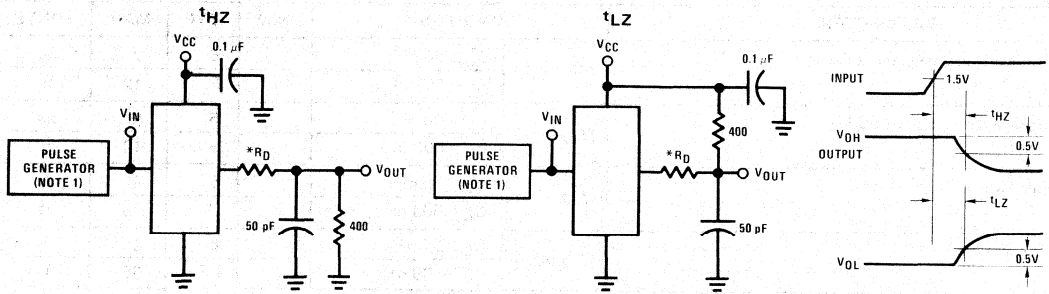 tHZ
VCC
0.1 µF
VIN
PULSE
GENERATOR
(NOTE 1)
*RD
VOUT
50 pF
400
tLZ
VCC
0.1 µF
400
VIN
PULSE
GENERATOR
(NOTE 1)
*RD
VOUT
50 pF
INPUT
1.5V
tHZ
VOH
OUTPUT
0.5V
tLZ
VOL
0.5V